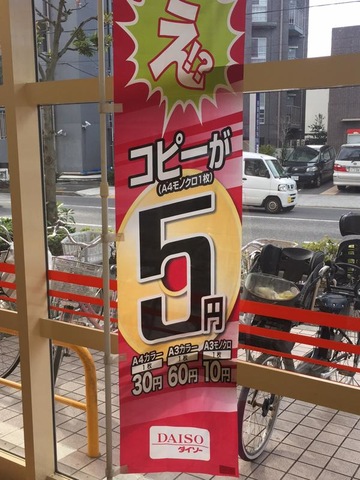 え!?
コピーが
(A4モノクロ1枚)
5円
A4カラー A3カラー A3モノクロ
1枚 1枚 1枚
30円 60円 10円
DAISO
ダイソー